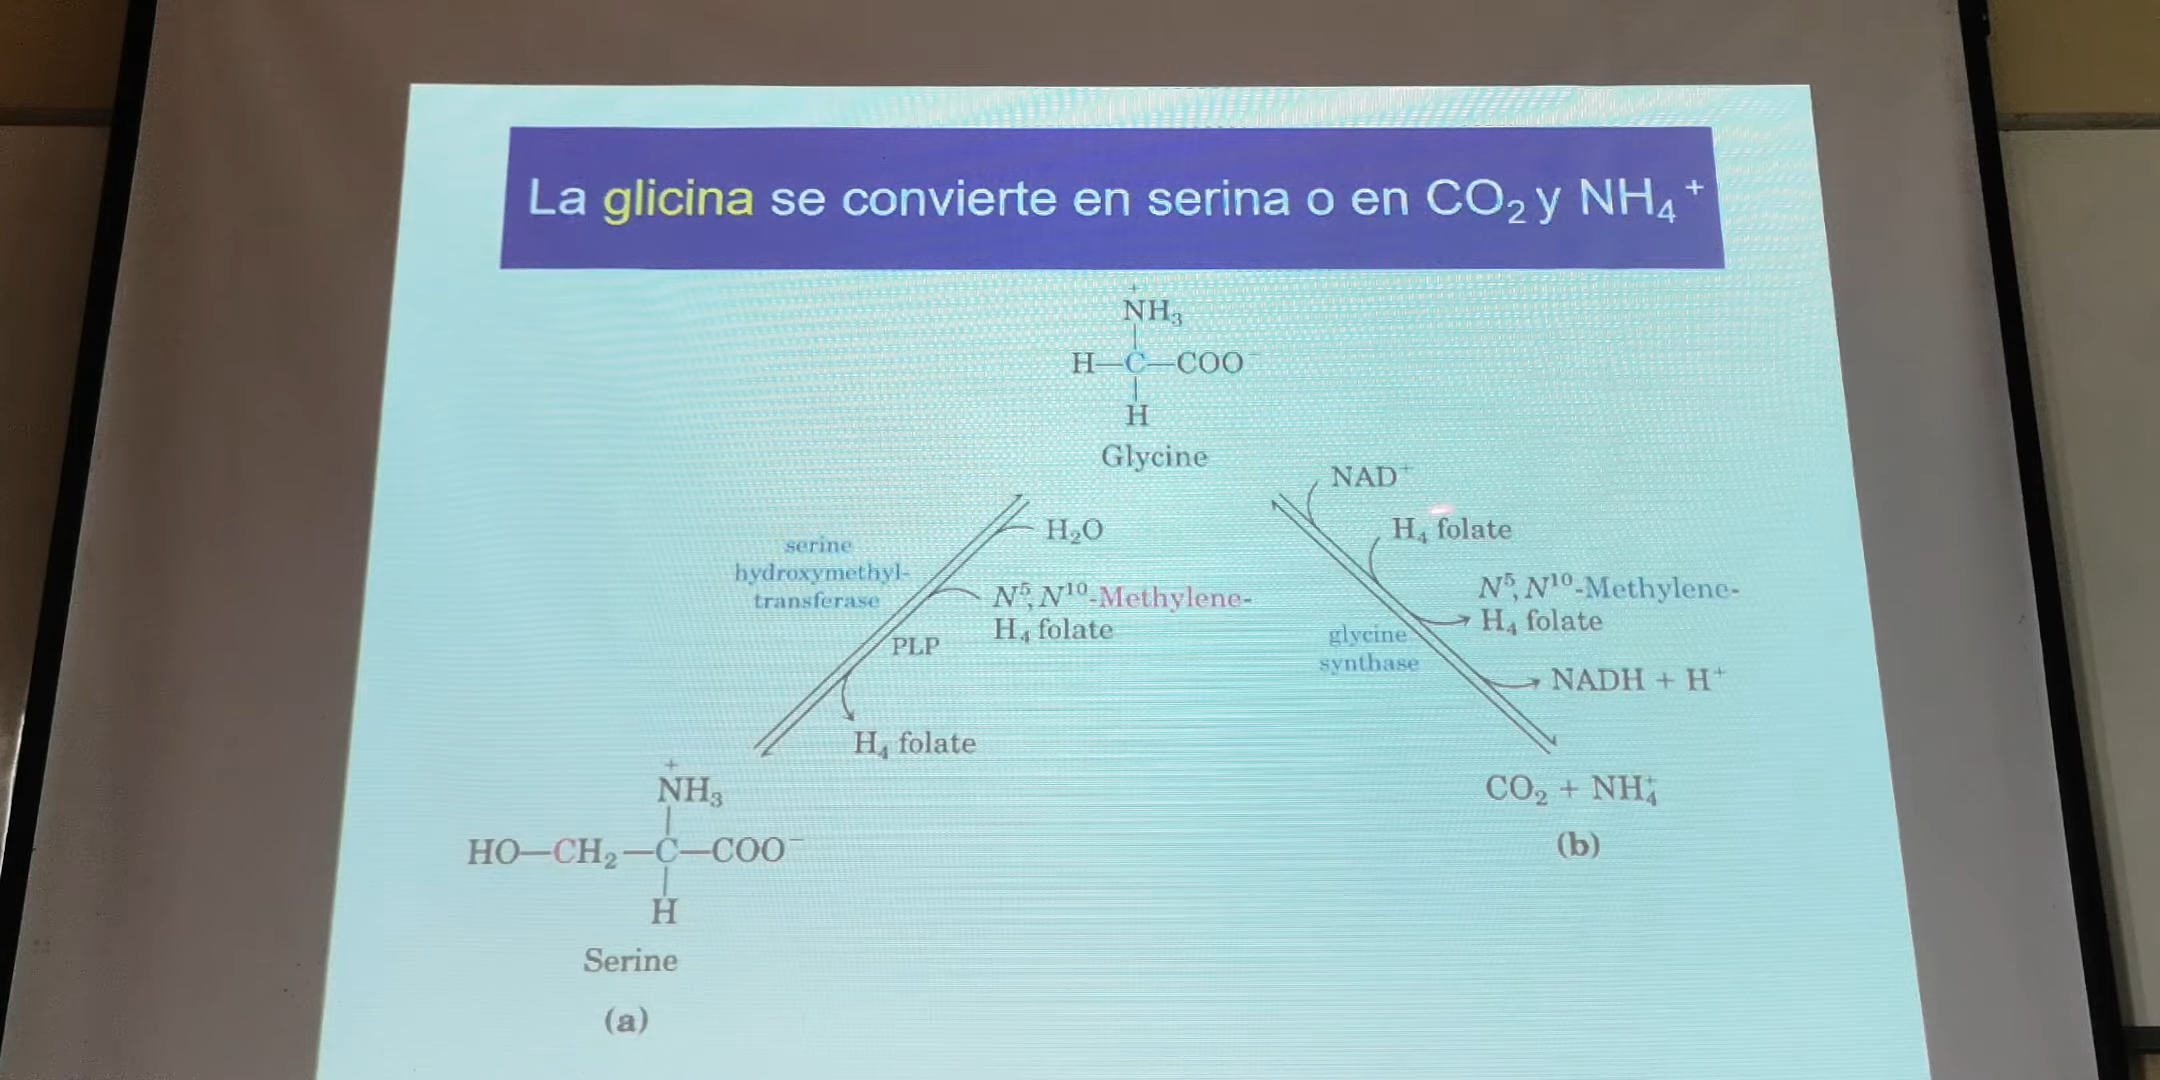 La glicina se convierte en serina o en CO₂ y NH₄⁺
+
NH₃
H—C—COO⁻
H
Glycine
serine
hydroxymethyl-
transferase
H₂O
N⁵, N¹⁰-Methylene-
H₄ folate
PLP
H₄ folate
NAD⁺
H₄ folate
N⁵, N¹⁰-Methylene-
H₄ folate
glycine
synthase
NADH + H⁺
+
NH₃
HO—CH₂—C—COO⁻
H
Serine
(a)
CO₂ + NH₄⁺
(b)